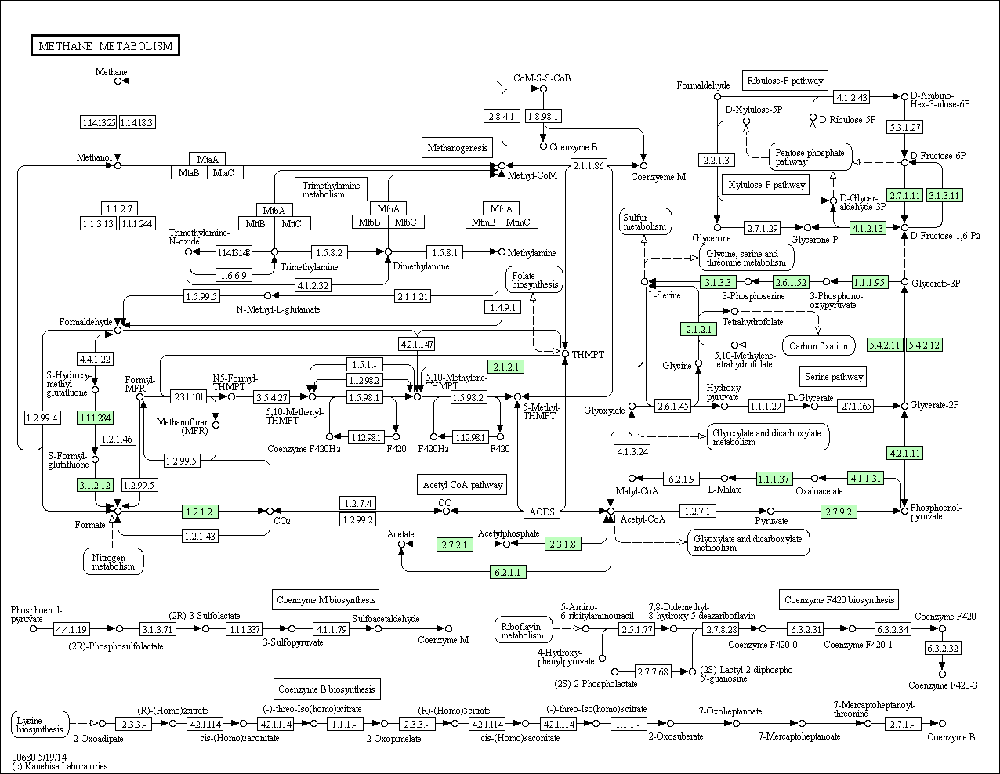 METHANE METABOLISM
Methane
CoM-S-S-CoB
Formaldehyde
Ribulose-P pathway
4.1.2.43
D-Arabino-
Hex-3-ulose-6P
1.14.13.25
1.14.18.3
2.8.4.1
1.8.98.1
D-Xylulose-5P
D-Ribulose-5P
5.3.1.27
Methanogenesis
Coenzyme B
Methanol
MtaA
MtaB
MtaC
2.1.1.86
Methyl-CoM
Coenzyeme M
2.2.1.3
Pentose phosphate
pathway
D-Fructose-6P
Trimethylamine
metabolism
Xylulose-P pathway
2.7.1.11
3.1.3.11
D-Glycer-
aldehyde-3P
1.1.2.7
1.1.3.13
1.1.1.244
MtbA
MttB
MttC
MtbA
MfbB
MfbC
MtbA
MtmB
MtmC
Sulfur
metabolism
Glycerone
2.7.1.29
Glycerone-P
4.1.2.13
D-Fructose-1,6-P2
Trimethylamine-
N-oxide
1.14.13.148
1.5.8.2
1.5.8.1
Methylamine
Trimethylamine
Dimethylamine
Glycine, serine and
threonine metabolism
1.6.6.9
4.1.2.32
Folate
biosynthesis
3.1.3.3
2.6.1.52
1.1.1.95
Glycerate-3P
L-Serine
3-Phosphoserine
3-Phosphono-
oxypyruvate
1.5.99.5
2.1.1.21
N-Methyl-L-glutamate
1.4.9.1
Formaldehyde
Tetrahydrofolate
2.1.2.1
Carbon fixation
5.4.2.11
5.4.2.12
4.2.1.147
THMPT
5,10-Methylene-
tetrahydrofolate
Glycine
4.4.1.22
1.5.1.-
2.1.2.1
S-Hydroxy-
methyl-
glutathione
Formyl-
MFR
N5-Formyl-
THMPT
1.12.98.2
5,10-Methylene-
THMPT
Serine pathway
2.3.1.101
3.5.4.27
1.5.98.1
1.5.98.2
5,10-Methenyl-
THMPT
5-Methyl-
THMPT
Hydroxy-
pyruvate
D-Glycerate
Glyoxylate
2.6.1.45
1.1.1.29
2.7.1.165
Glycerate-2P
1.2.99.4
1.1.1.284
Methanofuran
(MFR)
1.2.1.46
Coenzyme F420H2
1.12.98.1
F420
F420H2
1.12.98.1
F420
Glyoxylate and dicarboxylate
metabolism
S-Formyl-
glutathione
1.2.99.5
4.1.3.24
4.2.1.11
3.1.2.12
1.2.99.5
Acetyl-CoA pathway
Malyl-CoA
6.2.1.9
L-Malate
1.1.1.37
Oxaloacetate
4.1.1.31
Formate
1.2.1.2
CO2
1.2.7.4
1.2.99.2
CO
ACDS
Acetyl-CoA
1.2.7.1
Pyruvate
2.7.9.2
Phosphoenol-
pyruvate
1.2.1.43
Acetate
2.7.2.1
Acetylphosphate
2.3.1.8
Glyoxylate and dicarboxylate
metabolism
Nitrogen
metabolism
6.2.1.1
Coenzyme M biosynthesis
Coenzyme F420 biosynthesis
Phosphoenol-
pyruvate
4.4.1.19
(2R)-3-Sulfolactate
3.1.3.71
1.1.1.337
4.1.1.79
Sulfoacetaldehyde
(2R)-Phosphosulfolactate
3-Sulfopyruvate
Coenzyme M
Riboflavin
metabolism
5-Amino-
6-ribitylaminouracil
2.5.1.77
7,8-Didemethyl-
8-hydroxy-5-deazariboflavin
2.7.8.28
6.3.2.31
6.3.2.34
Coenzyme F420
Coenzyme F420-0
Coenzyme F420-1
4-Hydroxy-
phenylpyruvate
6.3.2.32
2.7.7.68
(2S)-2-Phospholactate
(2S)-Lactyl-2-diphospho-
5'-guanosine
Coenzyme F420-3
Coenzyme B biosynthesis
Lysine
biosynthesis
2-Oxoadipate
2.3.3.-
(R)-(Homo)2citrate
4.2.1.114
cis-(Homo)2aconitate
4.2.1.114
(-)-threo-Iso(homo)2citrate
1.1.1.-
2-Oxopimelate
2.3.3.-
(R)-(Homo)3citrate
4.2.1.114
cis-(Homo)3aconitate
4.2.1.114
(-)-threo-Iso(homo)3citrate
1.1.1.-
2-Oxosuberate
7-Oxoheptanoate
7-Mercaptoheptanoate
7-Mercaptoheptanoyl-
threonine
2.7.1.-
Coenzyme B
00680 5/19/14
(c) Kanehisa Laboratories